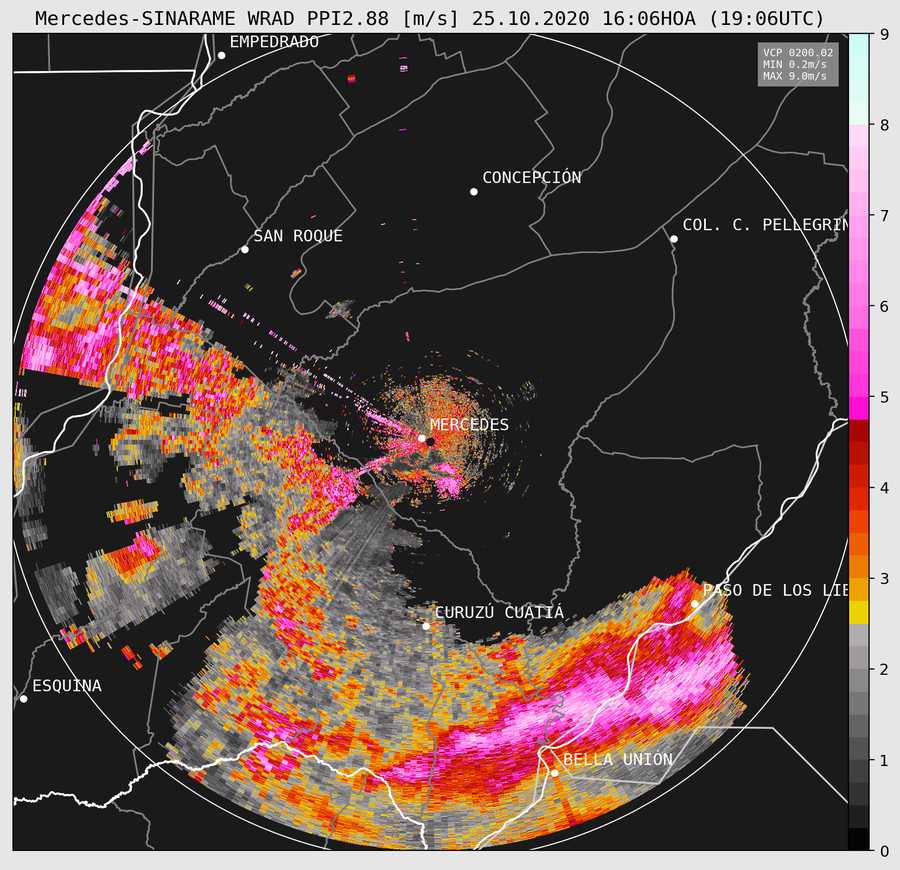 Mercedes-SINARAME WRAD PPI2.88 [m/s] 25.10.2020 16:06HOA (19:06UTC)
EMPEDRADO
VCP 0200.02
MIN 0.2m/s
MAX 9.0m/s
CONCEPCIÓN
COL. C. PELLEGRIN
SAN ROQUE
MERCEDES
PASO DE LOS LIB
CURUZÚ CUATIÁ
ESQUINA
BELLA UNION
9
8
7
6
5
4
3
2
1
0